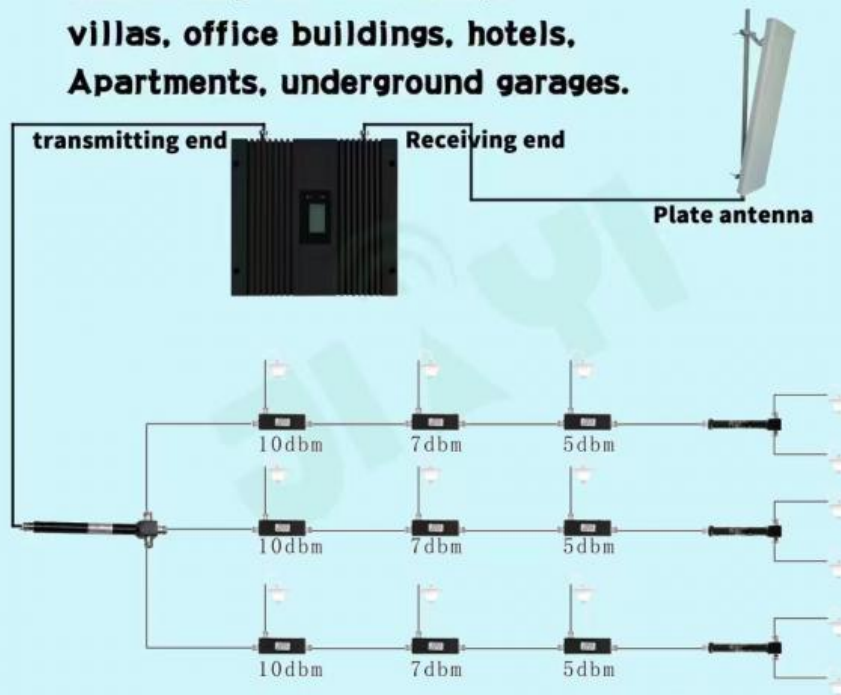 villas, office buildings, hotels,
Apartments, underground garages.
transmitting end
Receiving end
Plate antenna
JIAYI
10dbm 7dbm 5dbm
10dbm 7dbm 5dbm
10dbm 7dbm 5dbm